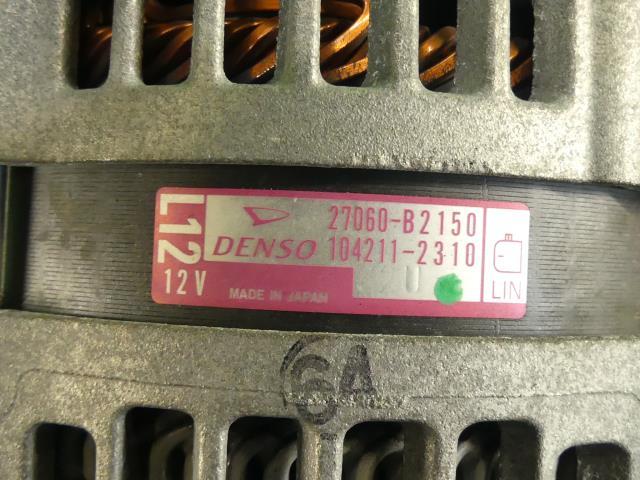 L12
12V
27060-B2150
DENSO 104211-2310
U
MADE IN JAPAN
LIN
6A